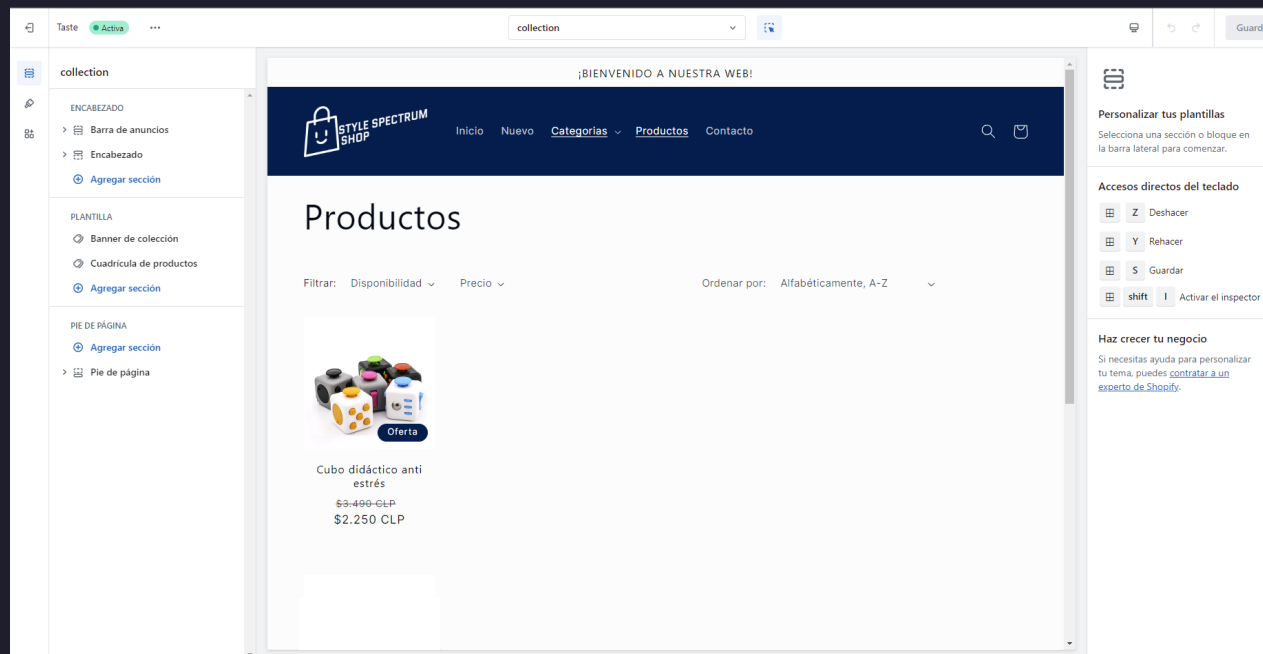 Taste
Activa
collection
Guard
collection
ENCABEZADO
Barra de anuncios
Encabezado
Agregar sección
PLANTILLA
Banner de colección
Cuadrícula de productos
Agregar sección
PIE DE PÁGINA
Agregar sección
Pie de página
¡BIENVENIDO A NUESTRA WEB!
STYLE SPECTRUM
SHOP
Inicio Nuevo Categorias Productos Contacto
Productos
Filtrar: Disponibilidad Precio Ordenar por: Alfabéticamente, A-Z
Oferta
Cubo didáctico anti
estrés
$3.490 CLP
$2.250 CLP
Personalizar tus plantillas
Selecciona una sección o bloque en
la barra lateral para comenzar.
Accesos directos del teclado
Z Deshacer
Y Rehacer
S Guardar
shift I Activar el inspector
Haz crecer tu negocio
Si necesitas ayuda para personalizar
tu tema, puedes contratar a un
experto de Shopify.